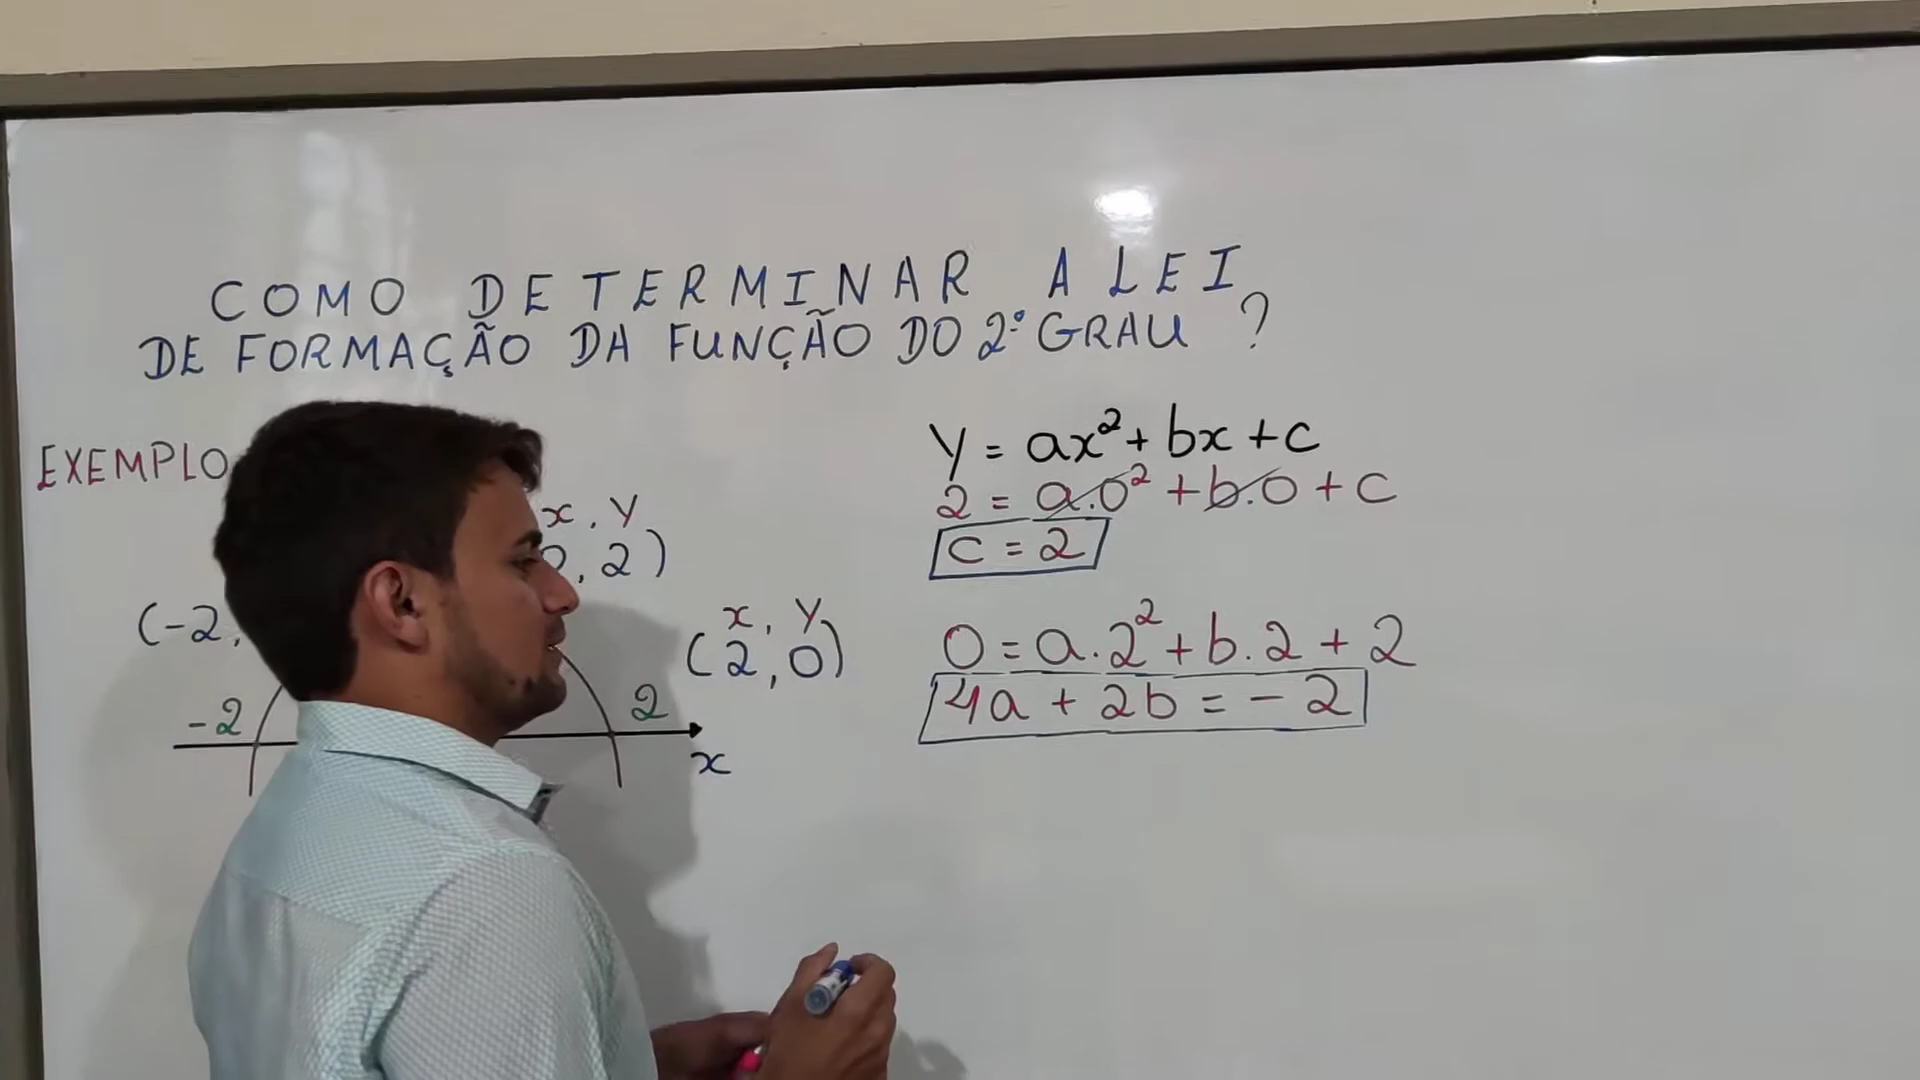 COMO DETERMINAR A LEI
DE FORMAÇÃO DA FUNÇÃO DO 2º GRAU ?
EXEMPLO
x, y
, 2)
(-2,
x, y
(2, 0)
-2
2
x
y = ax² + bx + c
2 = a.0² + b.0 + c
c = 2
0 = a.2² + b.2 + 2
4a + 2b = -2